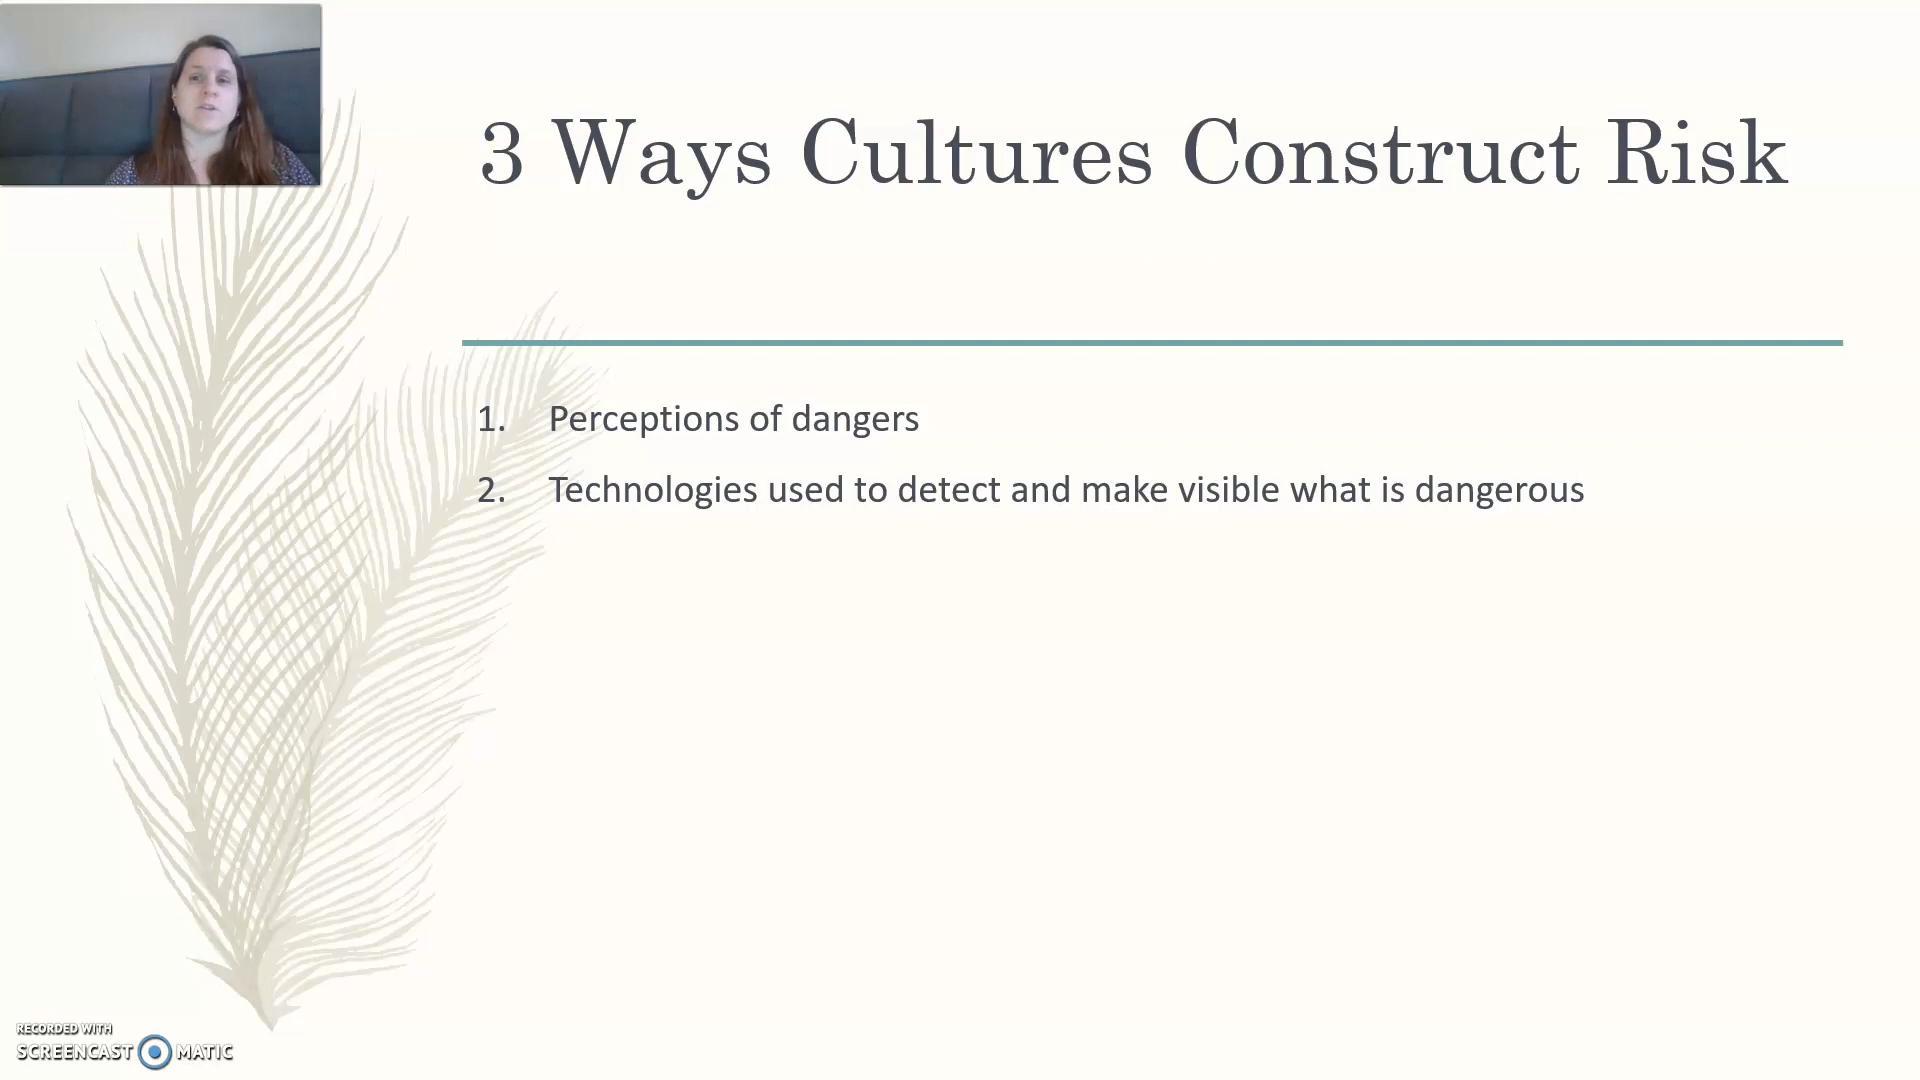 3 Ways Cultures Construct Risk
1. Perceptions of dangers
2. Technologies used to detect and make visible what is dangerous
RECORDED WITH
SCREENCAST MATIC